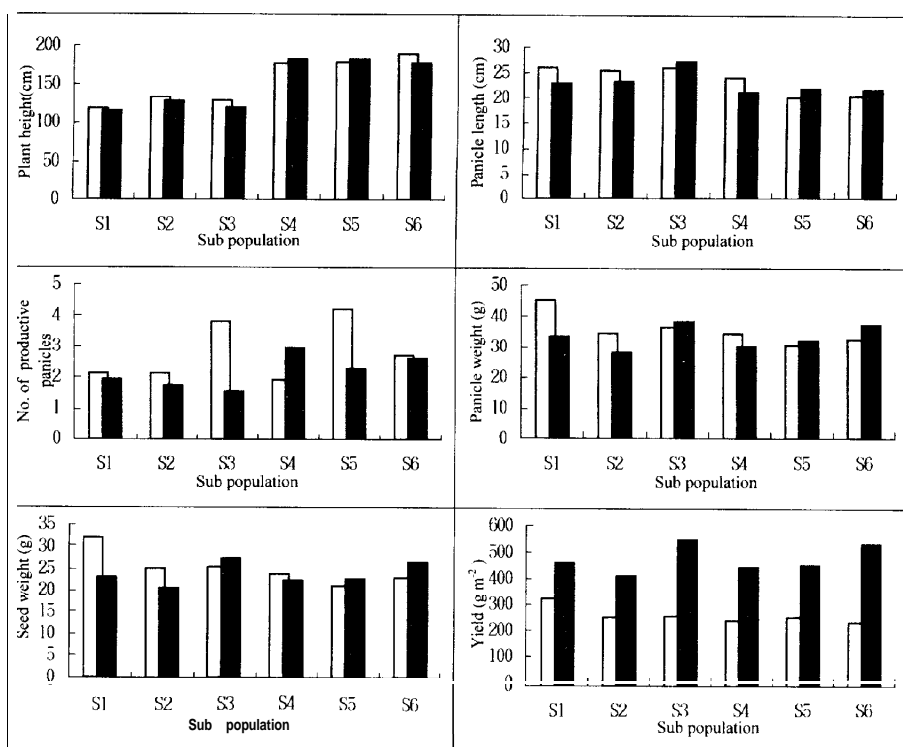 Plant height(cm)
200
150
100
50
0
S1 S2 S3 S4 S5 S6
Sub population
Panicle length (cm)
30
25
20
15
10
5
0
S1 S2 S3 S4 S5 S6
Sub population
No. of productive
panicles
5
4
3
2
1
0
S1 S2 S3 S4 S5 S6
Sub population
Panicle weight (g)
50
40
30
20
10
0
S1 S2 S3 S4 S5 S6
Sub population
Seed weight (g)
35
30
25
20
15
10
5
0
S1 S2 S3 S4 S5 S6
Sub population
Yield (g m-2)
600
500
400
300
200
100
0
S1 S2 S3 S4 S5 S6
Sub population